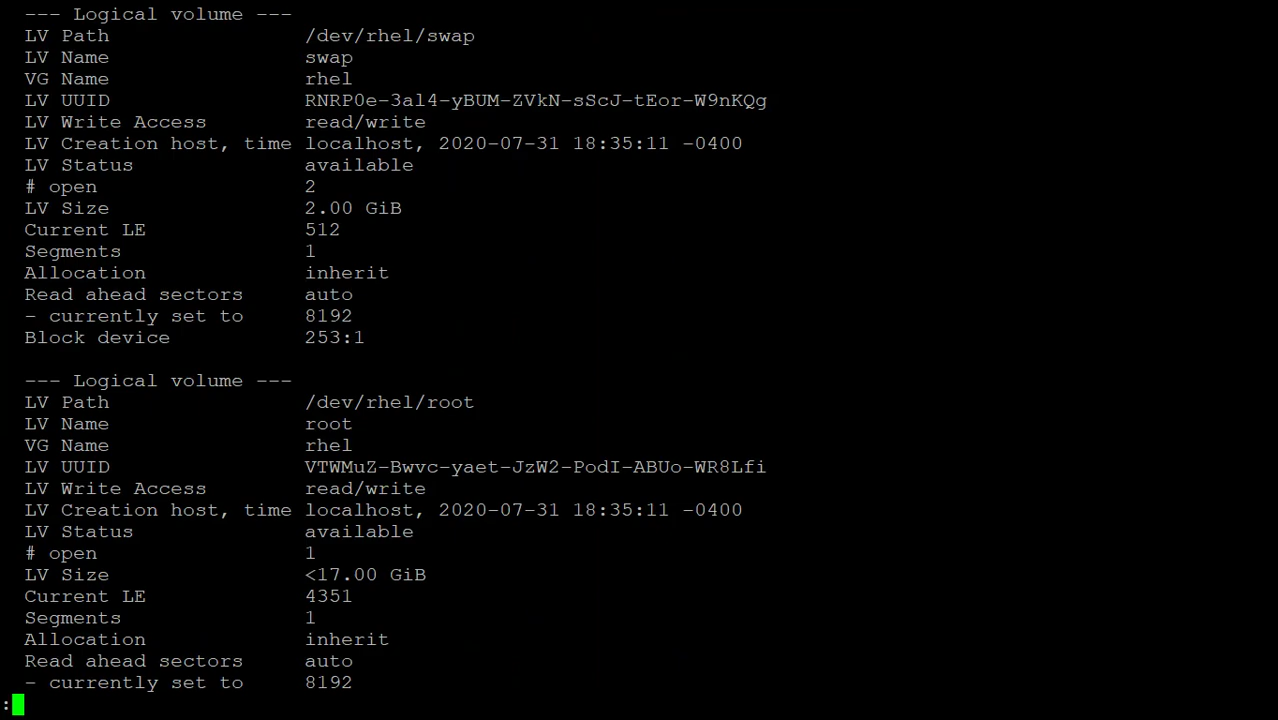 --- Logical volume ---
LV Path /dev/rhel/swap
LV Name swap
VG Name rhel
LV UUID RNRP0e-3al4-yBUM-ZVkN-sScJ-tEor-W9nKQg
LV Write Access read/write
LV Creation host, time localhost, 2020-07-31 18:35:11 -0400
LV Status available
# open 2
LV Size 2.00 GiB
Current LE 512
Segments 1
Allocation inherit
Read ahead sectors auto
- currently set to 8192
Block device 253:1
--- Logical volume ---
LV Path /dev/rhel/root
LV Name root
VG Name rhel
LV UUID VTWMuZ-Bwvc-yaet-JzW2-PodI-ABUo-WR8Lfi
LV Write Access read/write
LV Creation host, time localhost, 2020-07-31 18:35:11 -0400
LV Status available
# open 1
LV Size <17.00 GiB
Current LE 4351
Segments 1
Allocation inherit
Read ahead sectors auto
- currently set to 8192
: